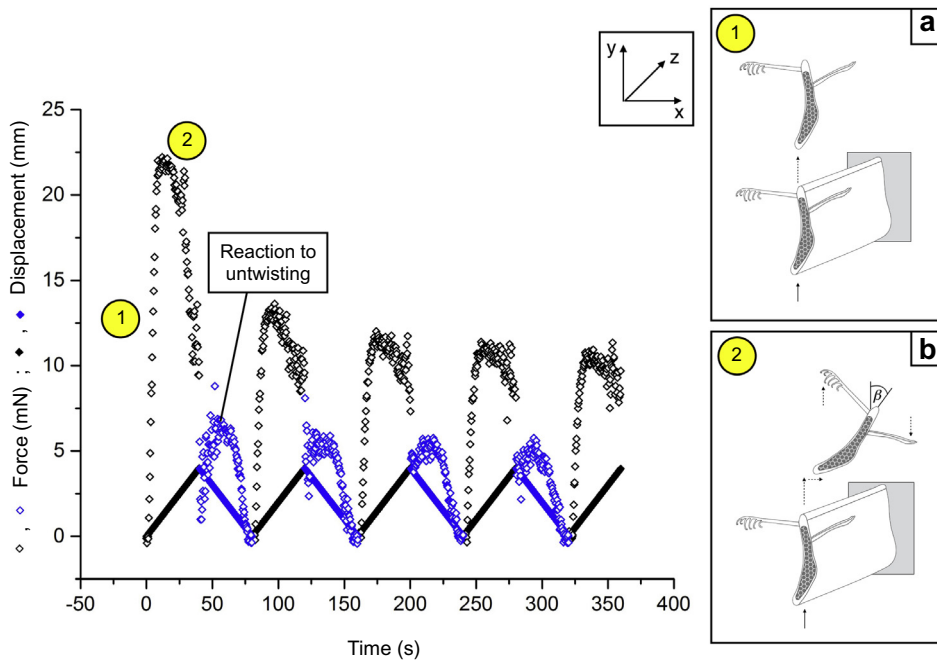 1
a
y
z
x
25
20
15
10
5
0
2
Reaction to
untwisting
1
, Force (mN) ; , Displacement (mm)
-50
0
50
100
150
200
250
300
350
400
Time (s)
2
b
β